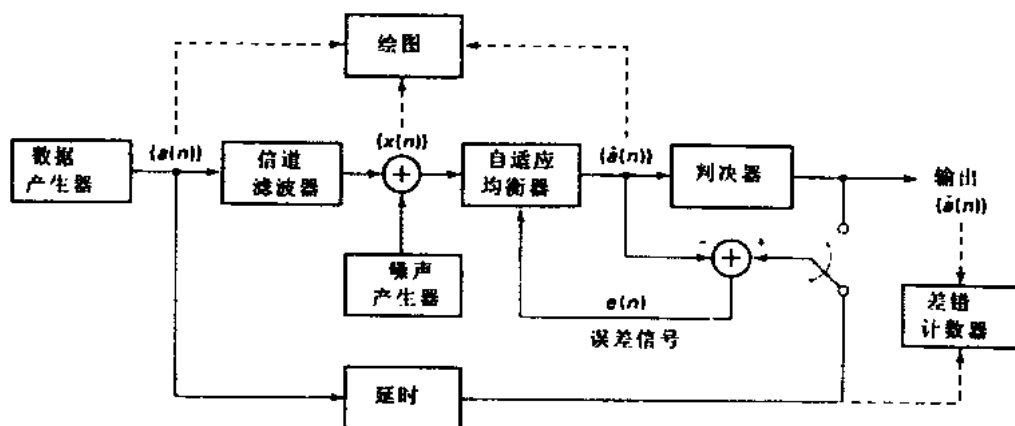 绘图
{a(n)}
{x(n)}
{â(n)}
数据
产生器
信道
滤波器
+
自适应
均衡器
判决器
输出
{ǎ(n)}
噪声
产生器
-
+
+
e(n)
误差信号
差错
计数器
延时